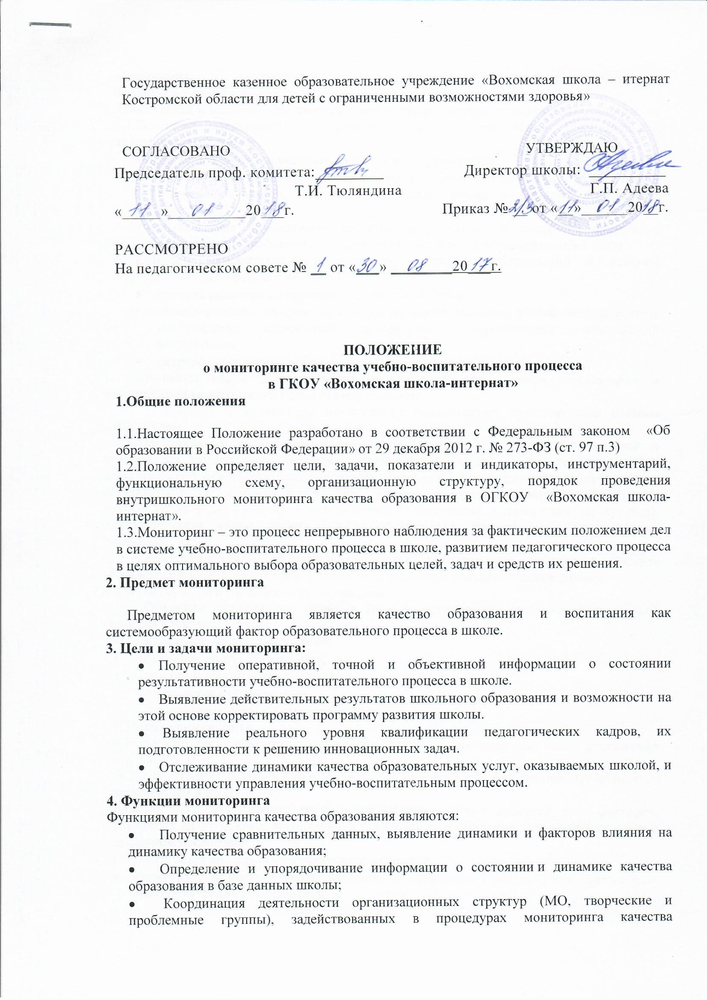 Государственное казенное образовательное учреждение «Вохомская школа – итернат
Костромской области для детей с ограниченными возможностями здоровья»
СОГЛАСОВАНО
Председатель проф. комитета:
Т.И. Тюляндина
«11» 01 2018г.
УТВЕРЖДАЮ
Директор школы:
Г.П. Адеева
Приказ № 2/3 от «11» 01 2018г.
РАССМОТРЕНО
На педагогическом совете № 1 от «30» 08 2017г.
ПОЛОЖЕНИЕ
о мониторинге качества учебно-воспитательного процесса
в ГКОУ «Вохомская школа-интернат»
1.Общие положения
1.1.Настоящее Положение разработано в соответствии с Федеральным законом «Об
образовании в Российской Федерации» от 29 декабря 2012 г. № 273-ФЗ (ст. 97 п.3)
1.2.Положение определяет цели, задачи, показатели и индикаторы, инструментарий,
функциональную схему, организационную структуру, порядок проведения
внутришкольного мониторинга качества образования в ОГКОУ «Вохомская школа-
интернат».
1.3.Мониторинг – это процесс непрерывного наблюдения за фактическим положением дел
в системе учебно-воспитательного процесса в школе, развитием педагогического процесса
в целях оптимального выбора образовательных целей, задач и средств их решения.
2. Предмет мониторинга
Предметом мониторинга является качество образования и воспитания как
системообразующий фактор образовательного процесса в школе.
3. Цели и задачи мониторинга:
• Получение оперативной, точной и объективной информации о состоянии
результативности учебно-воспитательного процесса в школе.
• Выявление действительных результатов школьного образования и возможности на
этой основе корректировать программу развития школы.
• Выявление реального уровня квалификации педагогических кадров, их
подготовленности к решению инновационных задач.
• Отслеживание динамики качества образовательных услуг, оказываемых школой, и
эффективности управления учебно-воспитательным процессом.
4. Функции мониторинга
Функциями мониторинга качества образования являются:
• Получение сравнительных данных, выявление динамики и факторов влияния на
динамику качества образования;
• Определение и упорядочивание информации о состоянии и динамике качества
образования в базе данных школы;
• Координация деятельности организационных структур (МО, творческие и
проблемные группы), задействованных в процедурах мониторинга качества